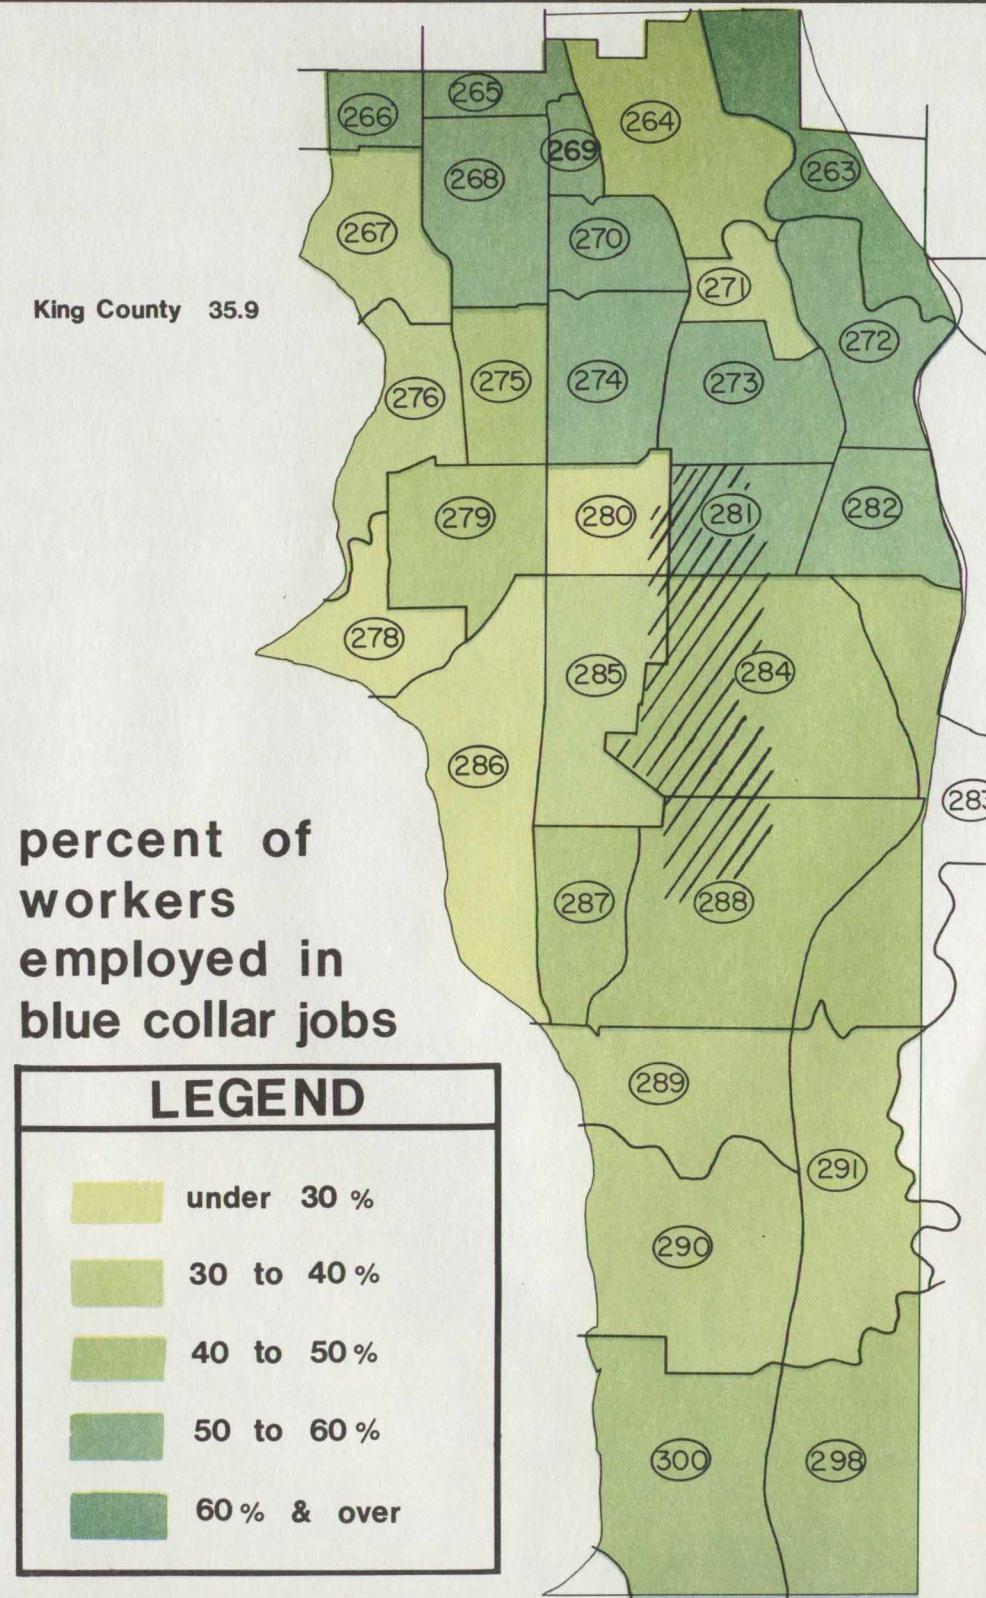 265
266
264
269
263
268
267
270
271
King County 35.9
272
275
274
273
276
279
280
281
282
278
285
284
286
283
percent of
workers
employed in
blue collar jobs
287
288
LEGEND
289
291
under 30 %
290
30 to 40 %
40 to 50 %
50 to 60 %
300
298
60 % & over